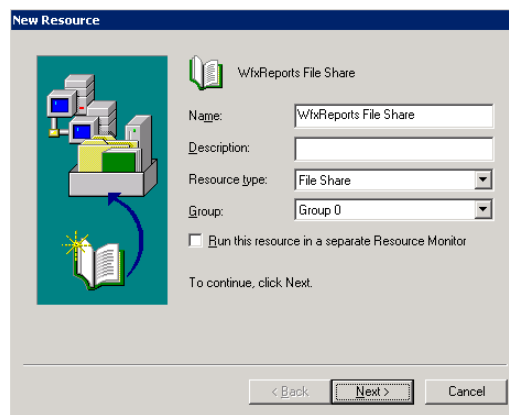 New Resource
WfxReports File Share
Name: WfxReports File Share
Description:
Resource type: File Share
Group: Group 0
Run this resource in a separate Resource Monitor
To continue, click Next.
< Back Next > Cancel